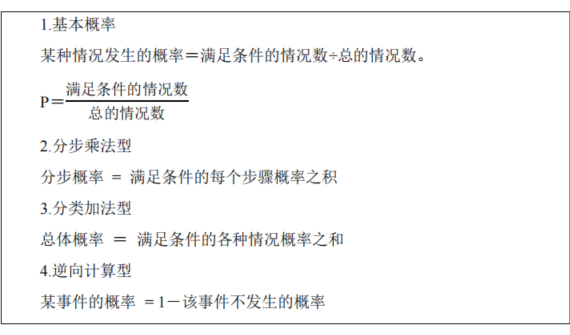 1.基本概率
某种情况发生的概率＝满足条件的情况数÷总的情况数。
P＝满足条件的情况数
总的情况数
2.分步乘法型
分步概率 = 满足条件的每个步骤概率之积
3.分类加法型
总体概率 ＝ 满足条件的各种情况概率之和
4.逆向计算型
某事件的概率 =1－该事件不发生的概率